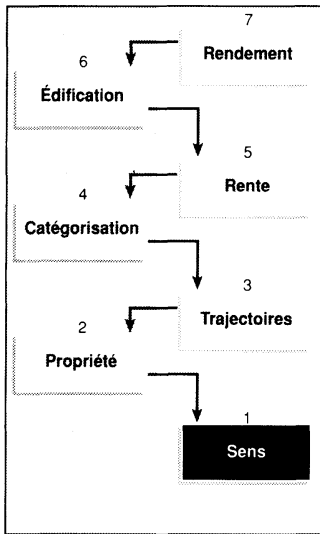 7
Rendement
6
Édification
5
Rente
4
Catégorisation
3
Trajectoires
2
Propriété
1
Sens